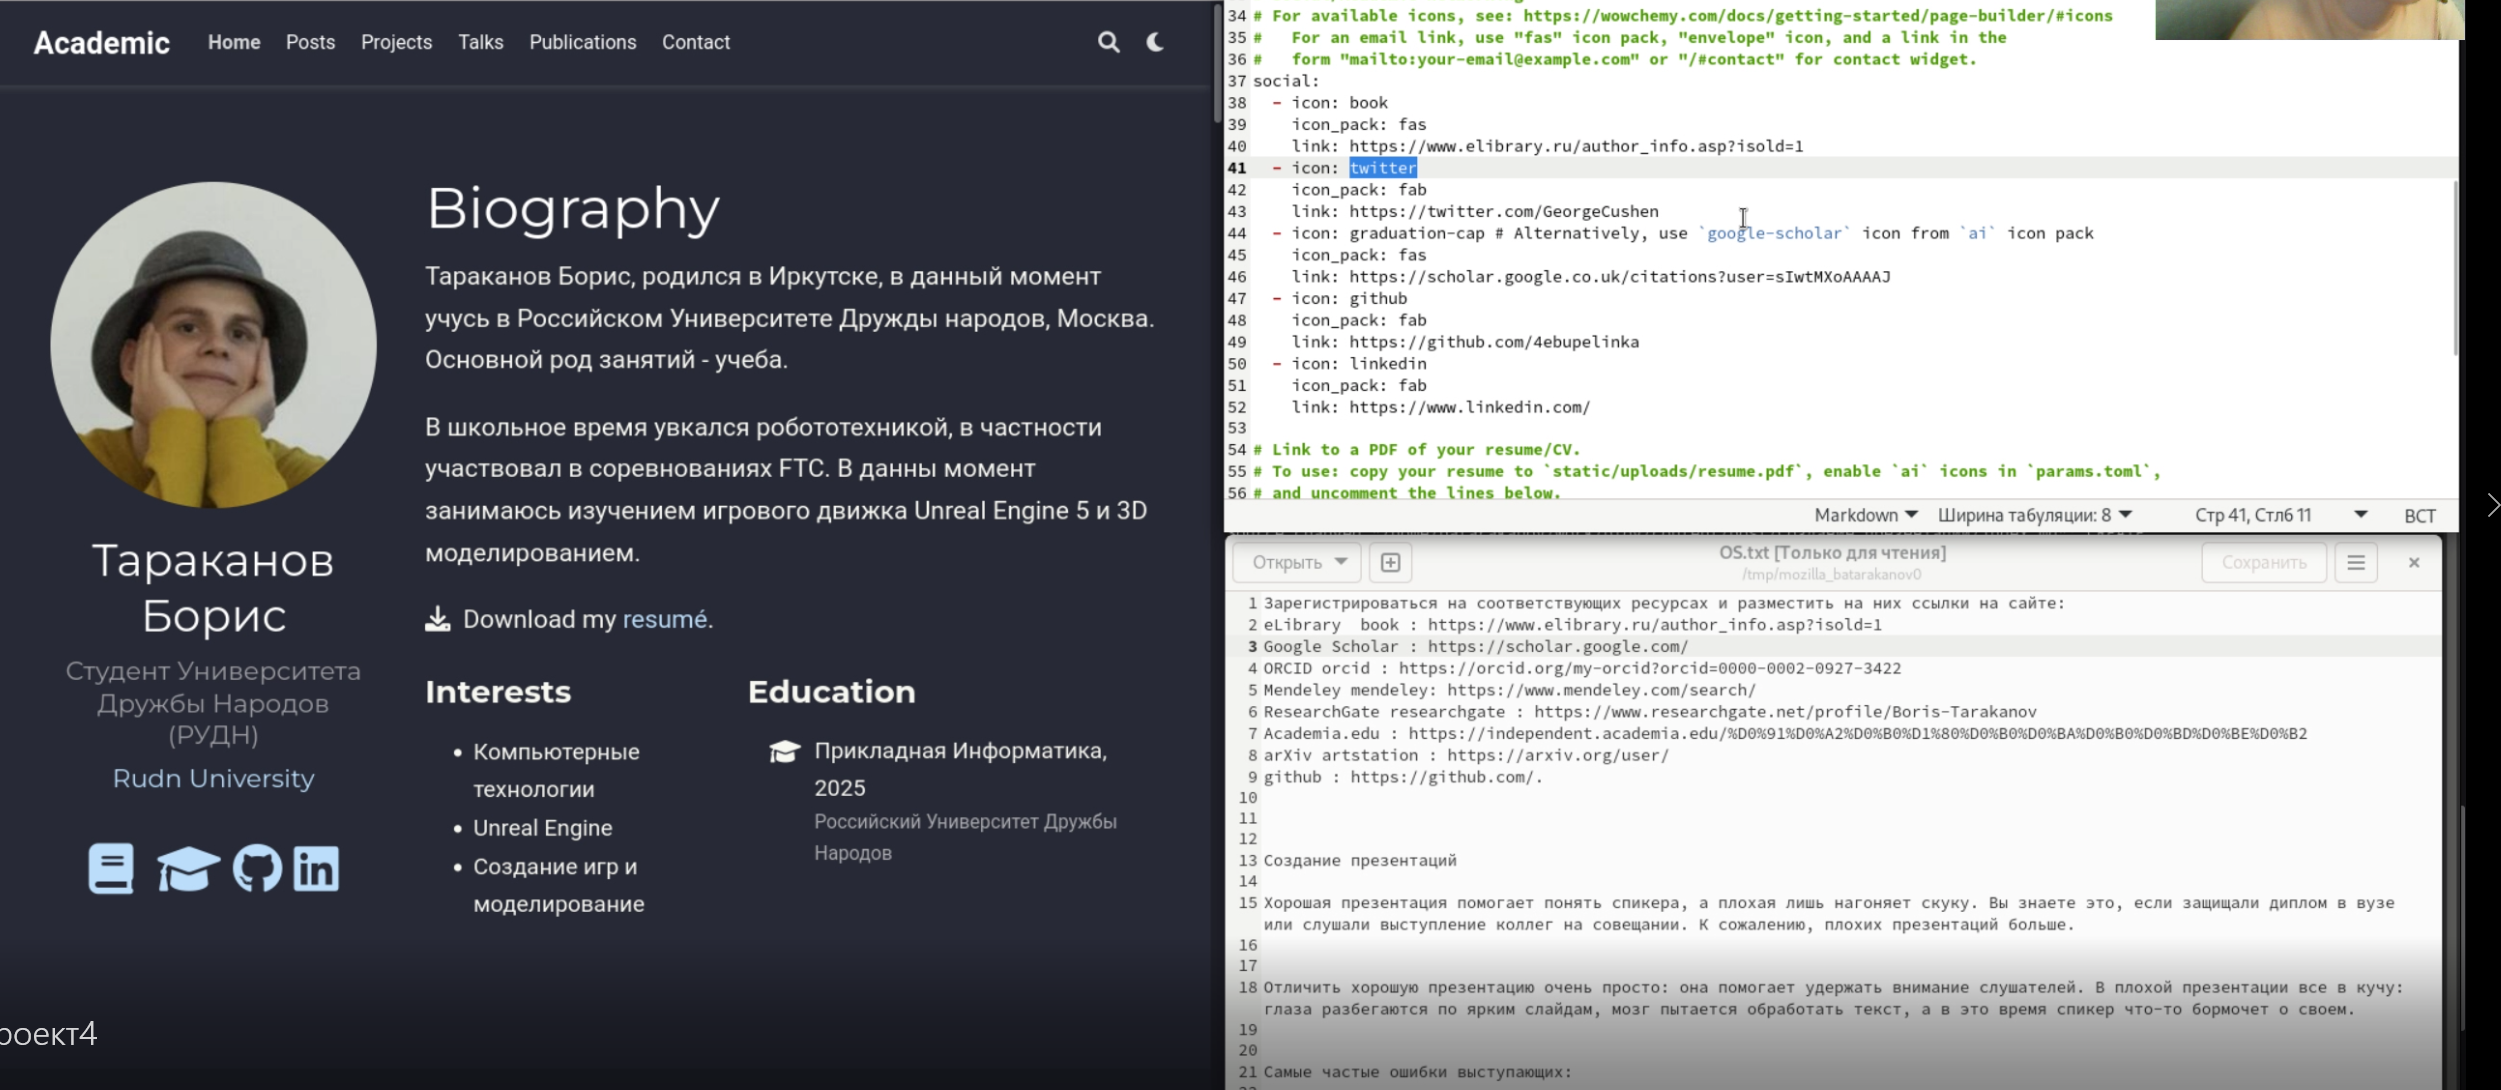 Academic Home Posts Projects Talks Publications Contact
Biography
Тараканов Борис, родился в Иркутске, в данный момент
учусь в Российском Университете Дружды народов, Москва.
Основной род занятий - учеба.
В школьное время увкался робототехникой, в частности
участвовал в соревнованиях FTC. В данны момент
занимаюсь изучением игрового движка Unreal Engine 5 и 3D
моделированием.
Download my resumé.
Тараканов
Борис
Студент Университета
Дружбы Народов
(РУДН)
Rudn University
in
Interests
Компьютерные
технологии
Unreal Engine
Создание игр и
моделирование
Education
Прикладная Информатика,
2025
Российский Университет Дружбы
Народов
роект4
34 # For available icons, see: https://wowchemy.com/docs/getting-started/page-builder/#icons
35 #   For an email link, use "fas" icon pack, "envelope" icon, and a link in the
36 #   form "mailto:your-email@example.com" or "/#contact" for contact widget.
37 social:
38   - icon: book
39     icon_pack: fas
40     link: https://www.elibrary.ru/author_info.asp?isold=1
41   - icon: twitter
42     icon_pack: fab
43     link: https://twitter.com/GeorgeCushen
44   - icon: graduation-cap # Alternatively, use `google-scholar` icon from `ai` icon pack
45     icon_pack: fas
46     link: https://scholar.google.co.uk/citations?user=sIwtMXoAAAAJ
47   - icon: github
48     icon_pack: fab
49     link: https://github.com/4ebupelinka
50   - icon: linkedin
51     icon_pack: fab
52     link: https://www.linkedin.com/
53
54 # Link to a PDF of your resume/CV.
55 # To use: copy your resume to `static/uploads/resume.pdf`, enable `ai` icons in `params.toml`,
56 # and uncomment the lines below.
Markdown Ширина табуляции: 8 Стр 41, Стлб 11 ВСТ
Открыть OS.txt [Только для чтения] Сохранить
/tmp/mozilla_batarakanov0
1 Зарегистрироваться на соответствующих ресурсах и разместить на них ссылки на сайте:
2 eLibrary  book : https://www.elibrary.ru/author_info.asp?isold=1
3 Google Scholar : https://scholar.google.com/
4 ORCID orcid : https://orcid.org/my-orcid?orcid=0000-0002-0927-3422
5 Mendeley mendeley: https://www.mendeley.com/search/
6 ResearchGate researchgate : https://www.researchgate.net/profile/Boris-Tarakanov
7 Academia.edu : https://independent.academia.edu/%D0%91%D0%A2%D0%B0%D1%80%D0%B0%D0%BA%D0%B0%D0%BD%D0%BE%D0%B2
8 arXiv artstation : https://arxiv.org/user/
9 github : https://github.com/.
10
11
12
13 Создание презентаций
14
15 Хорошая презентация помогает понять спикера, а плохая лишь нагоняет скуку. Вы знаете это, если защищали диплом в вузе
или слушали выступление коллег на совещании. К сожалению, плохих презентаций больше.
16
17
18 Отличить хорошую презентацию очень просто: она помогает удержать внимание слушателей. В плохой презентации все в кучу:
глаза разбегаются по ярким слайдам, мозг пытается обработать текст, а в это время спикер что-то бормочет о своем.
19
20
21 Самые частые ошибки выступающих: